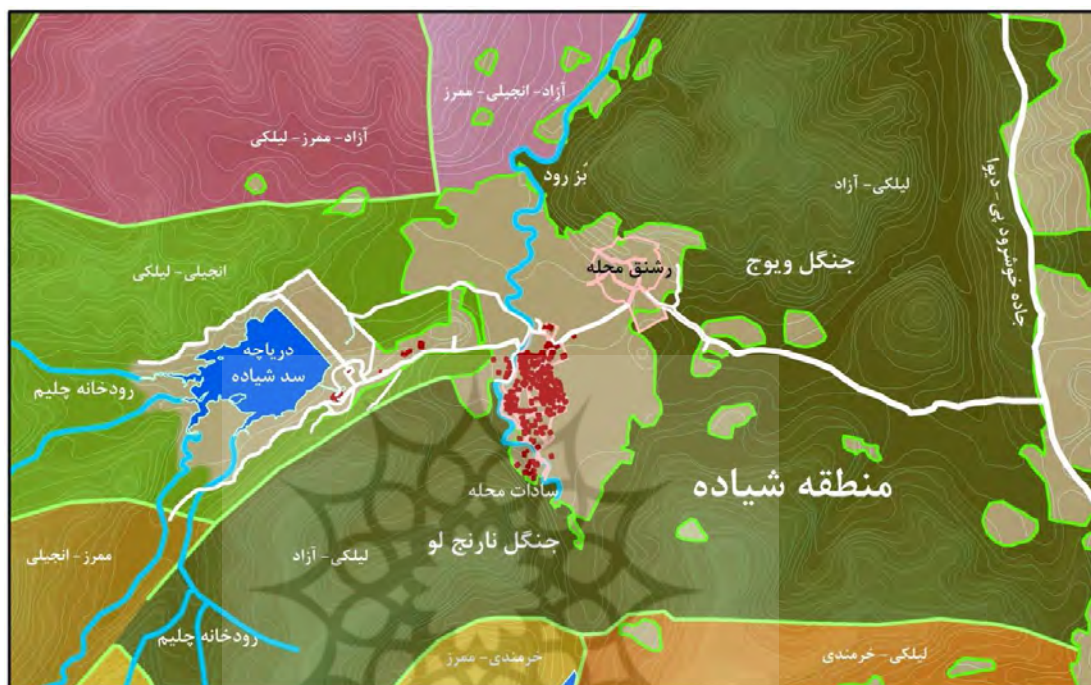 آزاد - انجیلی - ممرز
آزاد - ممرز - لیلکی
بُز رود
لیلکی - آزاد
جاده خوشرود پی - دیوا
انجیلی - لیلکی
رشنق محله
جنگل ویوج
دریاچه
سد شیاده
رودخانه چلیم
سادات محله
منطقه شیاده
جنگل نارنج لو
لیلکی - آزاد
ممرز - انجیلی
رودخانه چلیم
خرمندی - ممرز
لیلکی - خرمندی